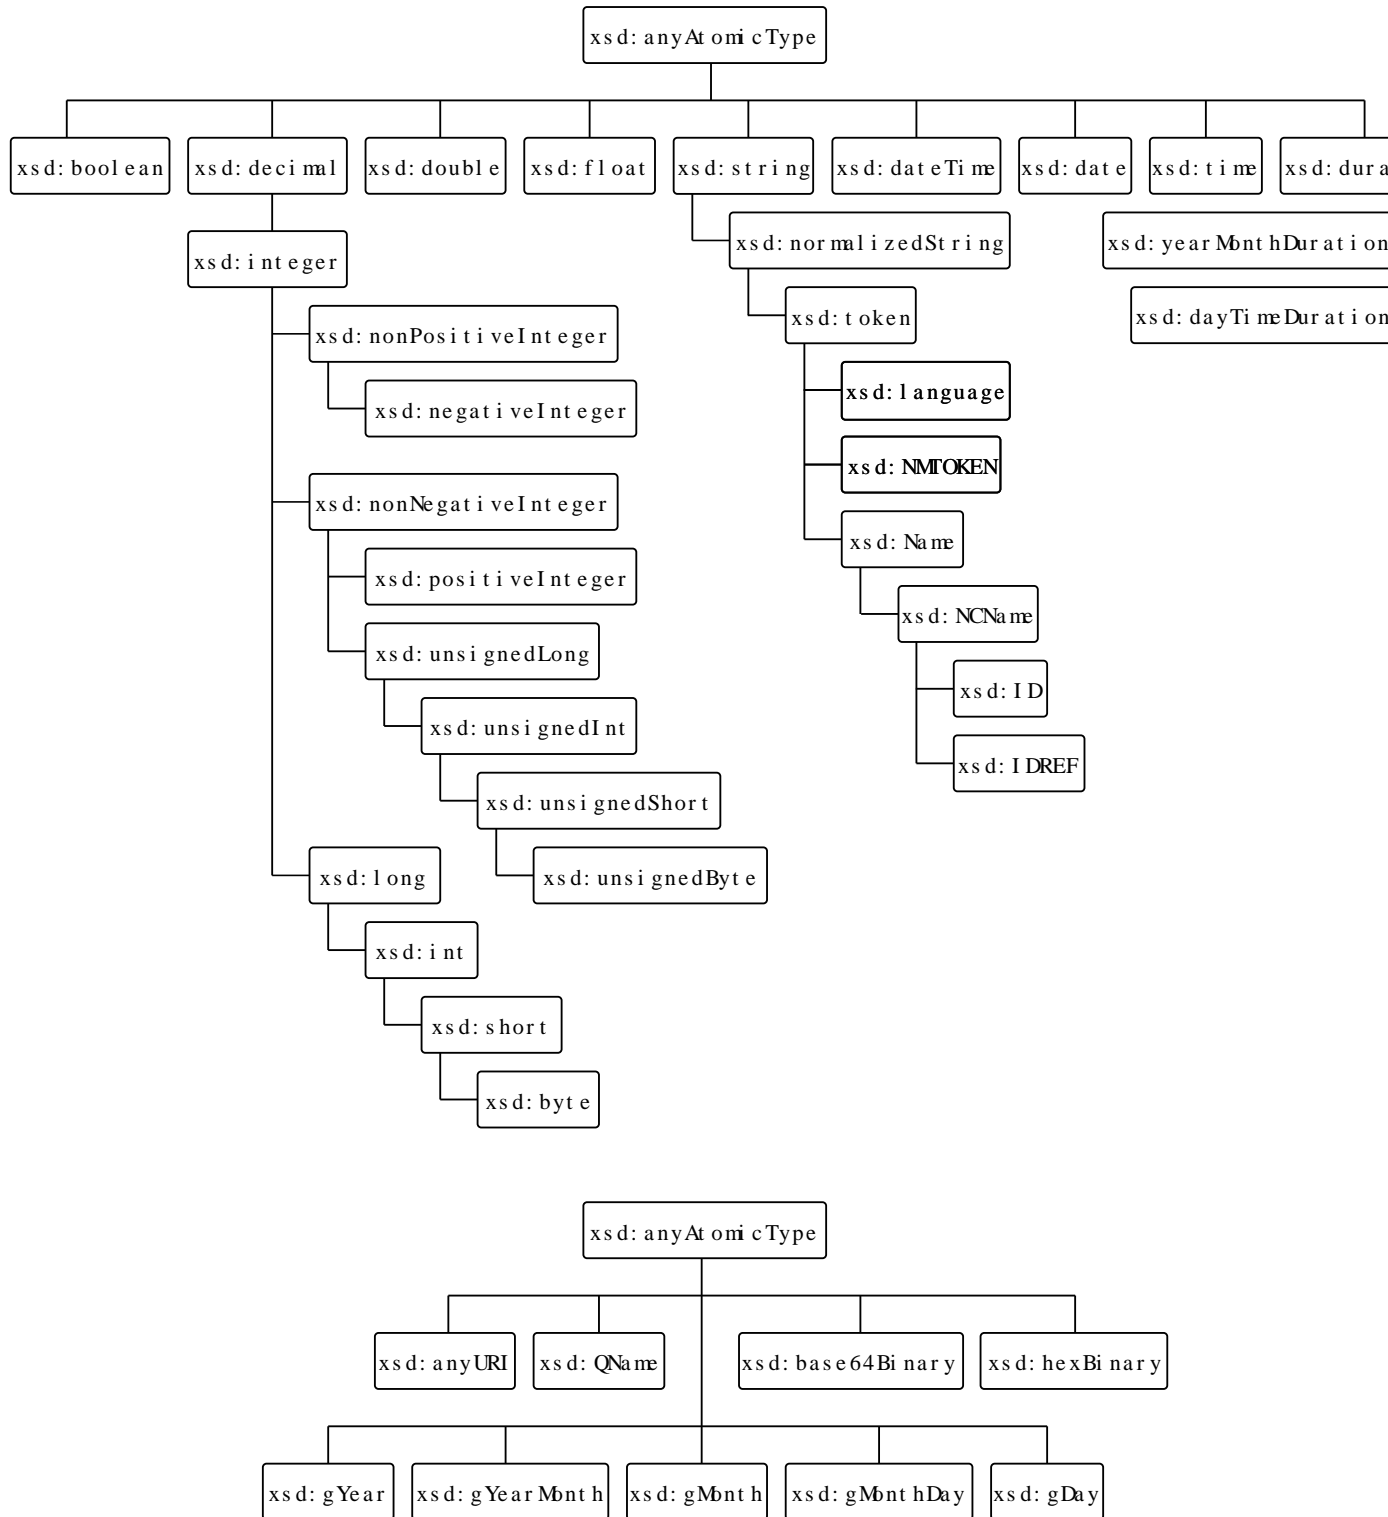 xsd:anyAtomicType
xsd:boolean xsd:decimal xsd:double xsd:float xsd:string xsd:dateTime xsd:date xsd:time xsd:dura
xsd:integer xsd:normalizedString xsd:yearMonthDuration
xsd:nonPositiveInteger xsd:token xsd:dayTimeDuration
xsd:negativeInteger xsd:language
xsd:NMTOKEN
xsd:nonNegativeInteger xsd:Name
xsd:positiveInteger xsd:NCName
xsd:unsignedLong xsd:ID
xsd:unsignedInt xsd:IDREF
xsd:unsignedShort
xsd:long xsd:unsignedByte
xsd:int
xsd:short
xsd:byte
xsd:anyAtomicType
xsd:anyURI xsd:QName xsd:base64Binary xsd:hexBinary
xsd:gYear xsd:gYearMonth xsd:gMonth xsd:gMonthDay xsd:gDay